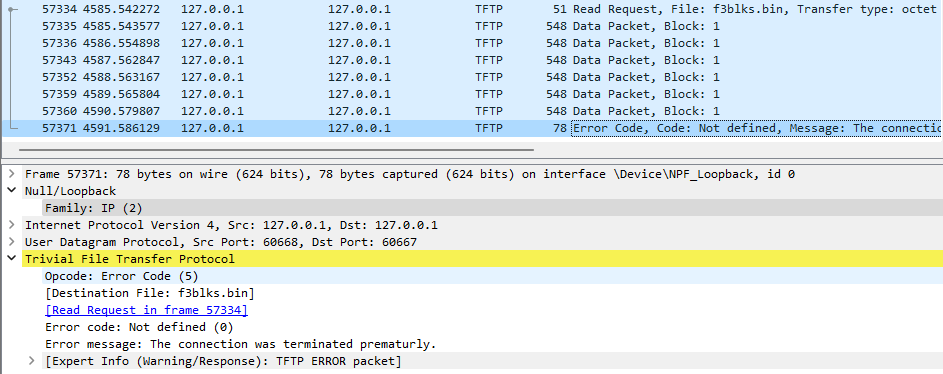 57334 4585.542272 127.0.0.1 127.0.0.1 TFTP 51 Read Request, File: f3blks.bin, Transfer type: octet
57335 4585.543577 127.0.0.1 127.0.0.1 TFTP 548 Data Packet, Block: 1
57336 4586.554898 127.0.0.1 127.0.0.1 TFTP 548 Data Packet, Block: 1
57343 4587.562847 127.0.0.1 127.0.0.1 TFTP 548 Data Packet, Block: 1
57352 4588.563167 127.0.0.1 127.0.0.1 TFTP 548 Data Packet, Block: 1
57359 4589.565804 127.0.0.1 127.0.0.1 TFTP 548 Data Packet, Block: 1
57360 4590.579807 127.0.0.1 127.0.0.1 TFTP 548 Data Packet, Block: 1
57371 4591.586129 127.0.0.1 127.0.0.1 TFTP 78 Error Code, Code: Not defined, Message: The
Frame 57371: 78 bytes on wire (624 bits), 78 bytes captured (624 bits) on interface \Device\NPF_Loopback, id 0
Null/Loopback
Family: IP (2)
Internet Protocol Version 4, Src: 127.0.0.1, Dst: 127.0.0.1
User Datagram Protocol, Src Port: 60668, Dst Port: 60667
Trivial File Transfer Protocol
Opcode: Error Code (5)
[Destination File: f3blks.bin]
[Read Request in frame 57334]
Error code: Not defined (0)
Error message: The connection was terminated prematurly.
[Expert Info (Warning/Response): TFTP ERROR packet]